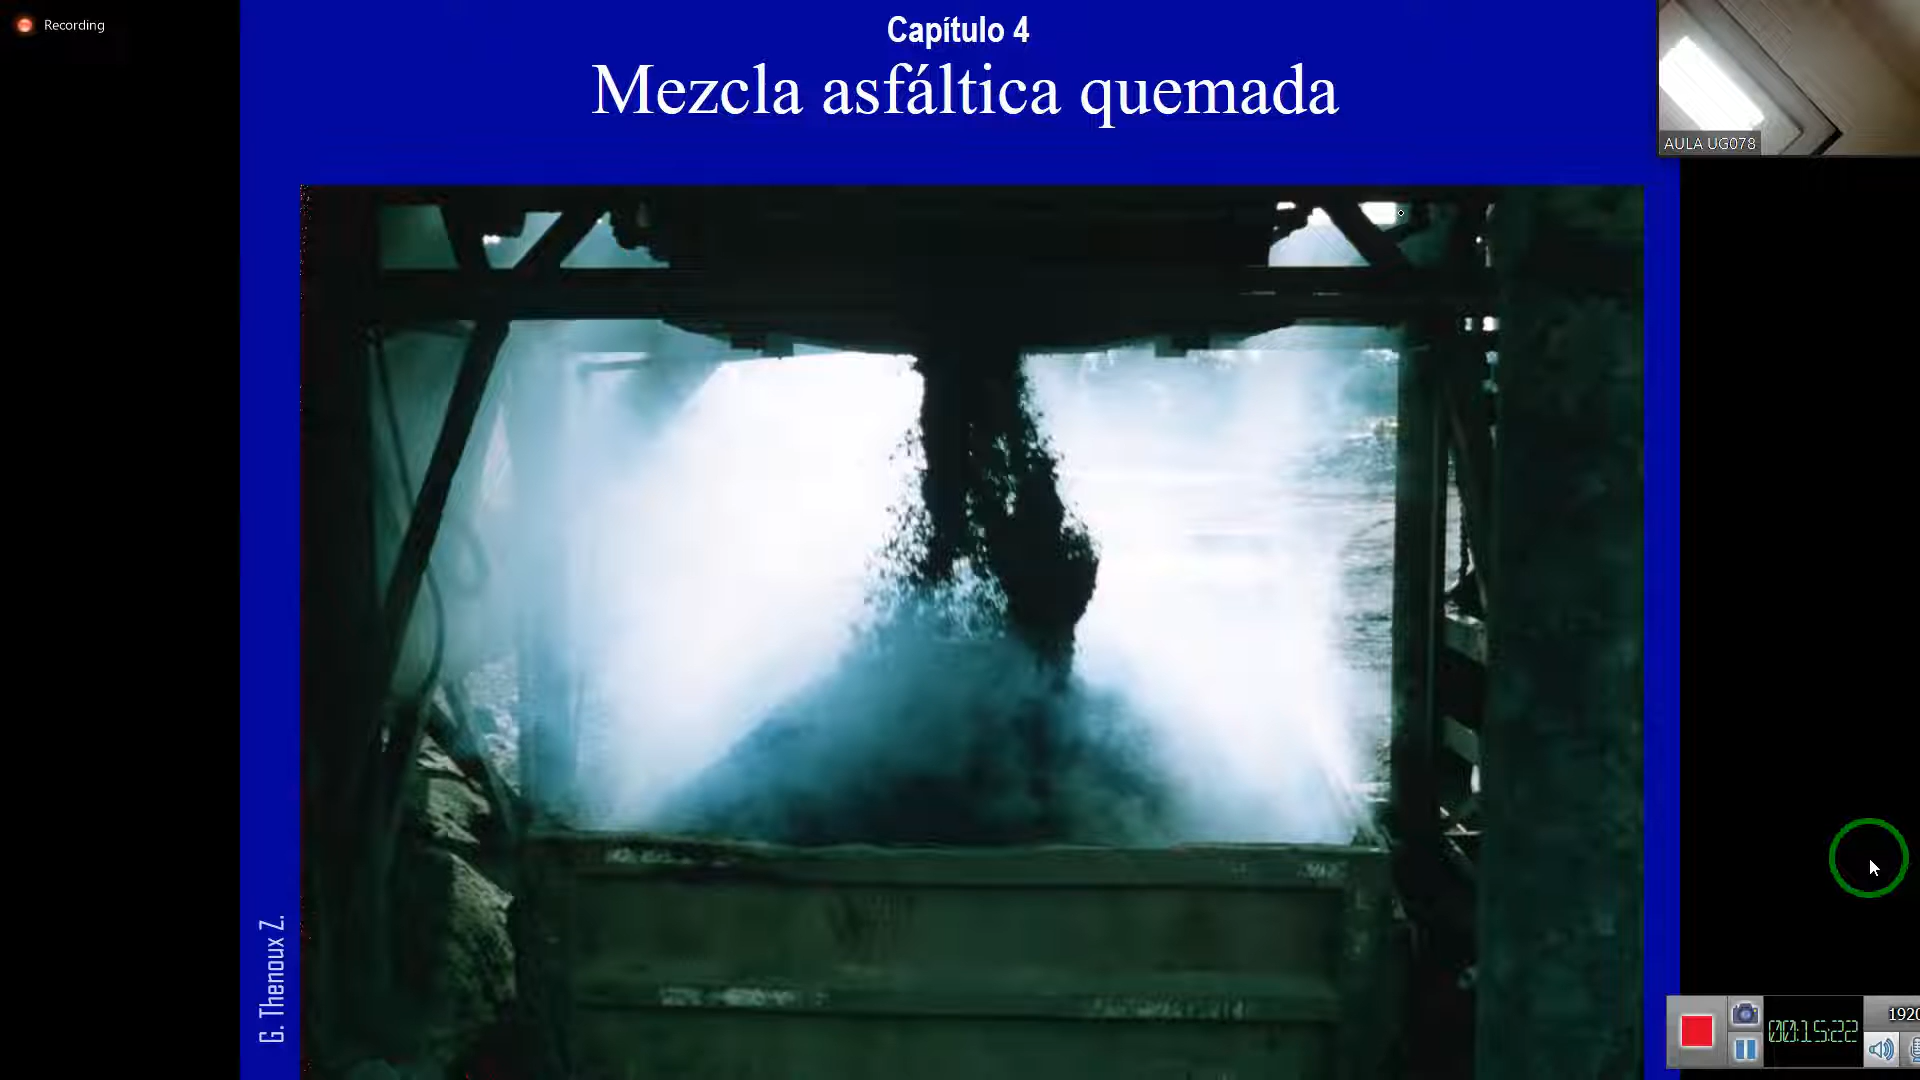 Recording
Capítulo 4
Mezcla asfáltica quemada
AULA UG078
G. Thenoux Z.
00:15:22
1920